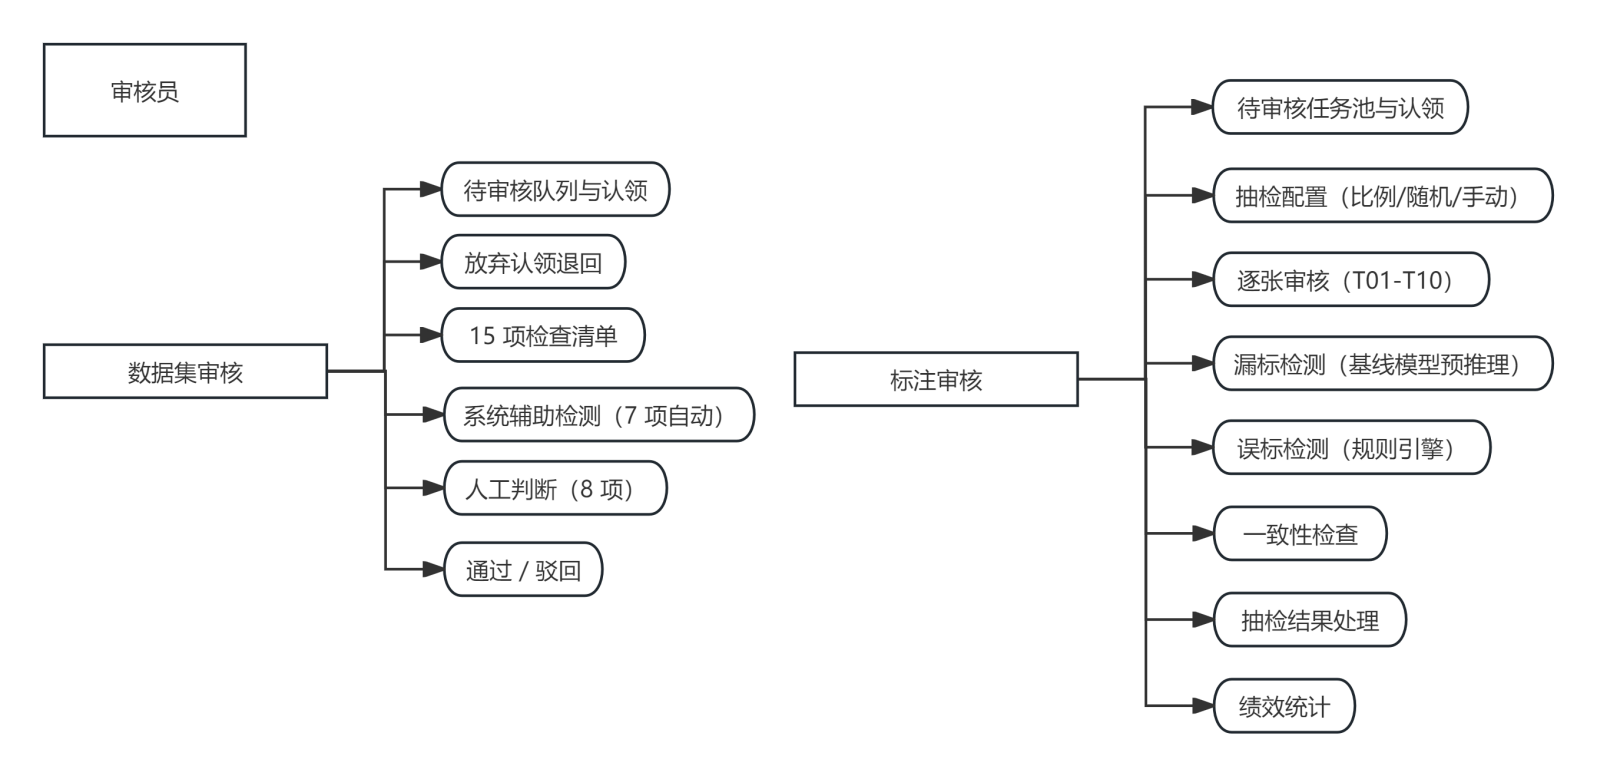 审核员
数据集审核
待审核队列与认领
放弃认领退回
15 项检查清单
系统辅助检测（7 项自动）
人工判断（8 项）
通过 / 驳回
标注审核
待审核任务池与认领
抽检配置（比例/随机/手动）
逐张审核（T01-T10）
漏标检测（基线模型预推理）
误标检测（规则引擎）
一致性检查
抽检结果处理
绩效统计